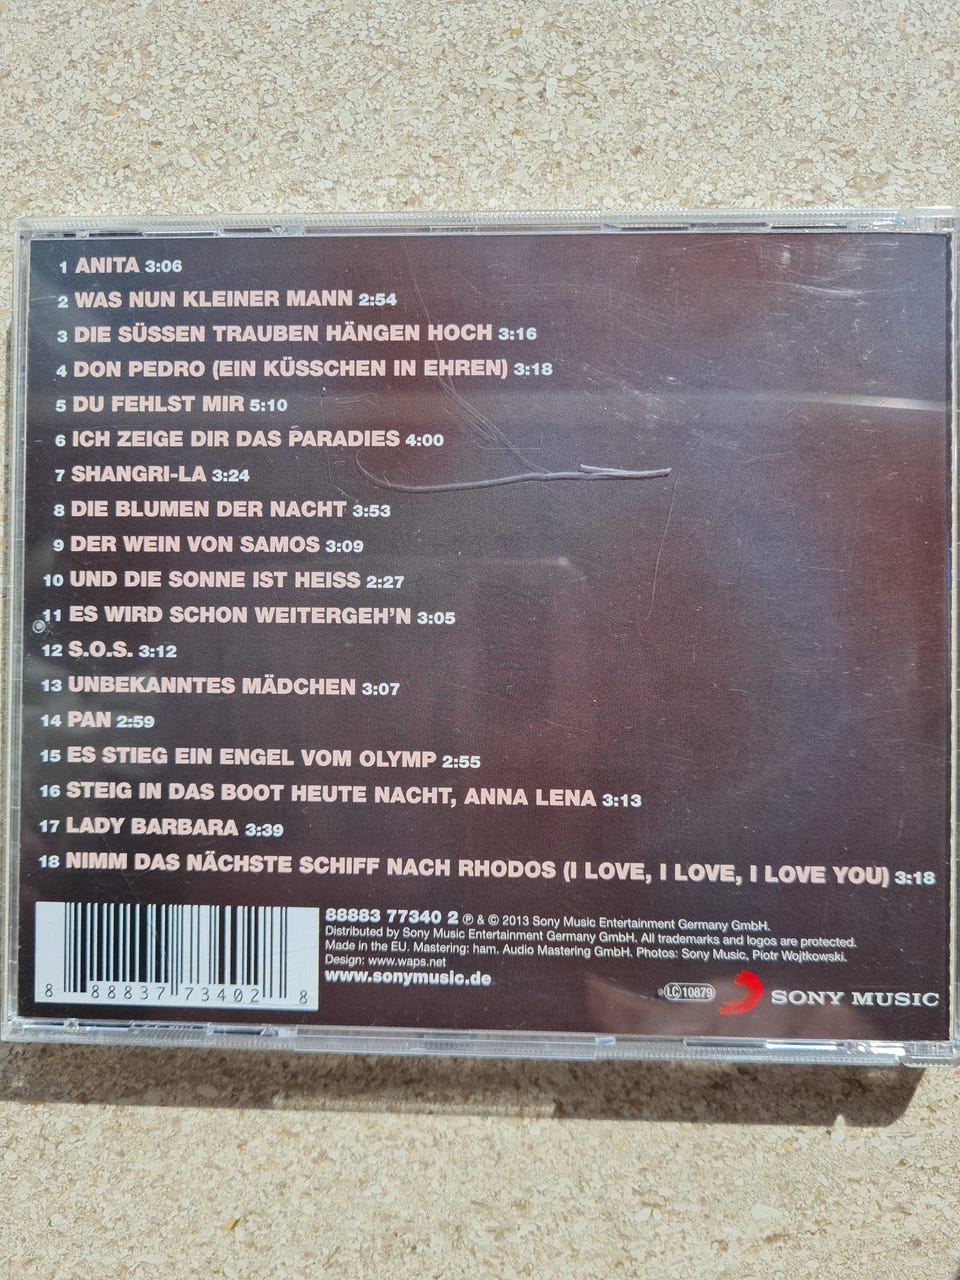 1 ANITA 3:06
2 WAS NUN KLEINER MANN 2:54
3 DIE SÜSSEN TRAUBEN HÄNGEN HOCH 3:16
4 DON PEDRO (EIN KÜSSCHEN IN EHREN) 3:18
5 DU FEHLST MIR 5:10
6 ICH ZEIGE DIR DAS PARADIES 4:00
7 SHANGRI-LA 3:24
8 DIE BLUMEN DER NACHT 3:53
9 DER WEIN VON SAMOS 3:09
10 UND DIE SONNE IST HEISS 2:27
11 ES WIRD SCHON WEITERGEH'N 3:05
12 S.O.S. 3:12
13 UNBEKANNTES MÄDCHEN 3:07
14 PAN 2:59
15 ES STIEG EIN ENGEL VOM OLYMP 2:55
16 STEIG IN DAS BOOT HEUTE NACHT, ANNA LENA 3:13
17 LADY BARBARA 3:39
18 NIMM DAS NÄCHSTE SCHIFF NACH RHODOS (I LOVE, I LOVE, I LOVE YOU) 3:18
88883 77340 2 ℗ & © 2013 Sony Music Entertainment Germany GmbH.
Distributed by Sony Music Entertainment Germany GmbH. All trademarks and logos are protected.
Made in the EU. Mastering: ham. Audio Mastering GmbH. Photos: Sony Music, Piotr Wojtkowski.
Design: www.waps.net
www.sonymusic.de
8 88837 73402 8
LC 10879
SONY MUSIC